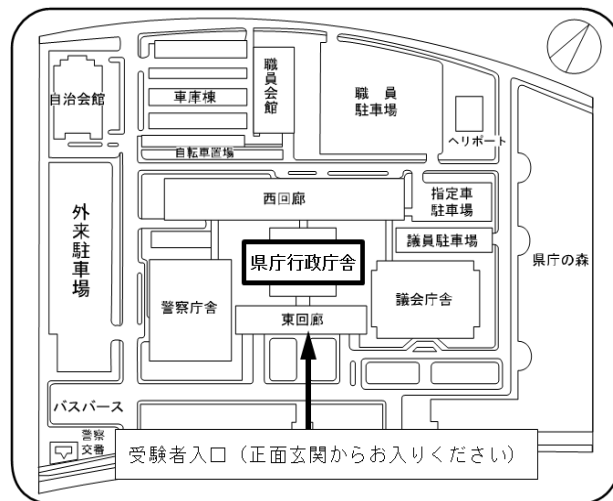 自治会館
車庫棟
職員会館
職員
駐車場
ヘリポート
自転車置場
西回廊
指定車
駐車場
外来駐車場
県庁行政庁舎
議員駐車場
県庁の森
警察庁舎
議会庁舎
東回廊
バスバース
警察
交番
受験者入口（正面玄関からお入りください）